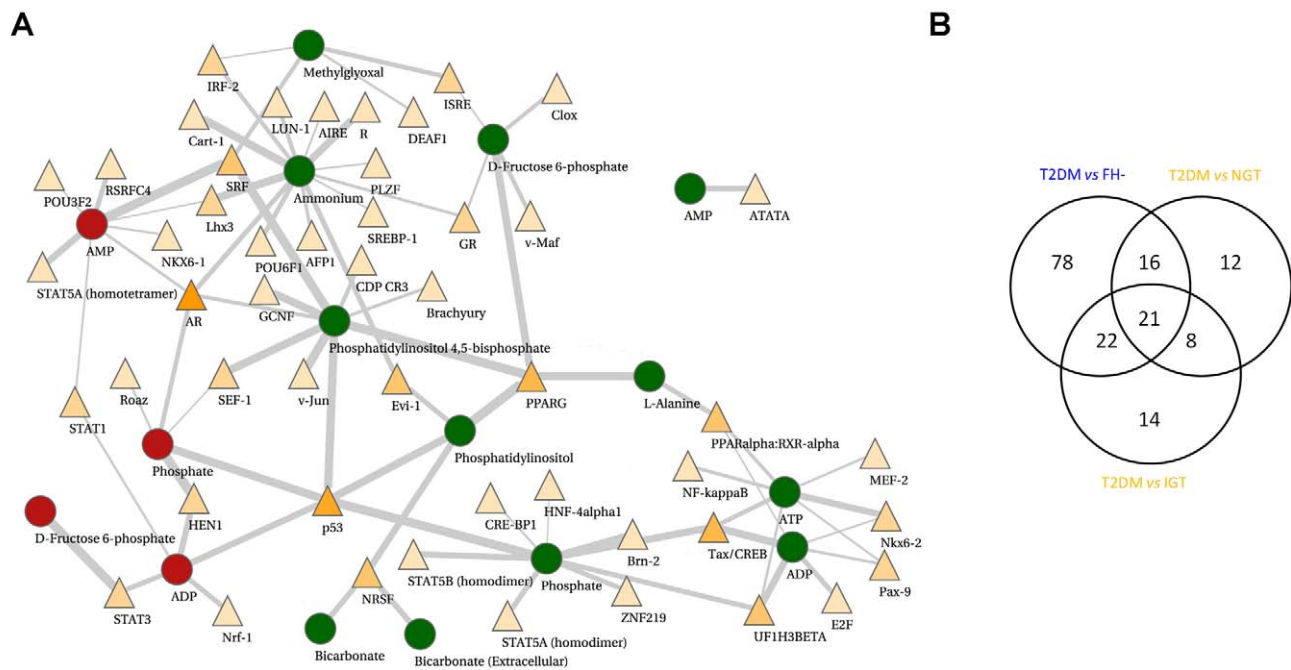 A
B
Methylglyoxal
IRF-2
ISRE
Clox
Cart-1
LUN-1
AIRE
R
DEAF1
D-Fructose 6-phosphate
POU3F2
RSRFC4
SRF
Ammonium
PLZF
AMP
ATATA
Lhx3
SREBP-1
GR
v-Maf
AMP
NKX6-1
POU6F1
AFP1
CDP CR3
STAT5A (homotetramer)
AR
GCNF
Brachyury
Phosphatidylinositol 4,5-bisphosphate
Roaz
SEF-1
v-Jun
Evi-1
PPARG
L-Alanine
STAT1
PPARalpha:RXR-alpha
Phosphate
Phosphatidylinositol
NF-kappaB
MEF-2
HEN1
p53
CRE-BP1
HNF-4alpha1
ATP
D-Fructose 6-phosphate
Tax/CREB
Nkx6-2
Brn-2
ADP
STAT5B (homodimer)
Phosphate
ADP
Pax-9
STAT3
Nrf-1
NRSF
ZNF219
UF1H3BETA
E2F
STAT5A (homodimer)
Bicarbonate
Bicarbonate (Extracellular)
T2DM vs FH-
T2DM vs NGT
78
16
12
21
22
8
14
T2DM vs IGT